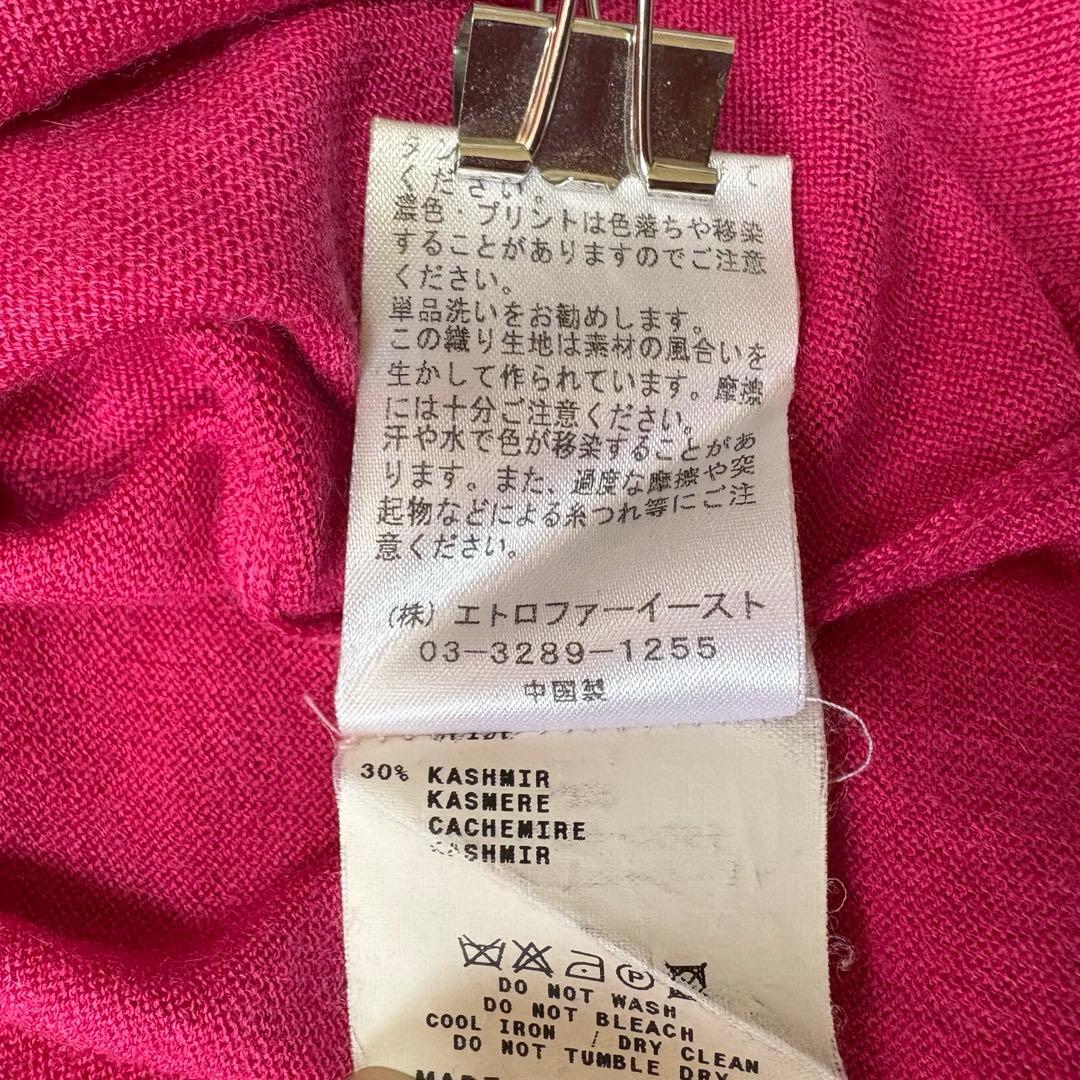 ください。
染色・プリントは色落ちや移染
することがありますのでご注意
ください。
単品洗いをお勧めします。
この織り生地は素材の風合いを
生かして作られています。摩擦
には十分ご注意ください。
汗や水で色が移染することがあ
ります。また、過度な摩擦や突
起物などによる糸つれ等にご注
意ください。
(株)エトロファーイースト
03-3289-1255
中国製
30% KASHMIR
KASMERE
CACHEMIRE
KASHMIR
P
DO NOT WASH
DO NOT BLEACH
COOL IRON / DRY CLEAN
DO NOT TUMBLE DRY
MADE